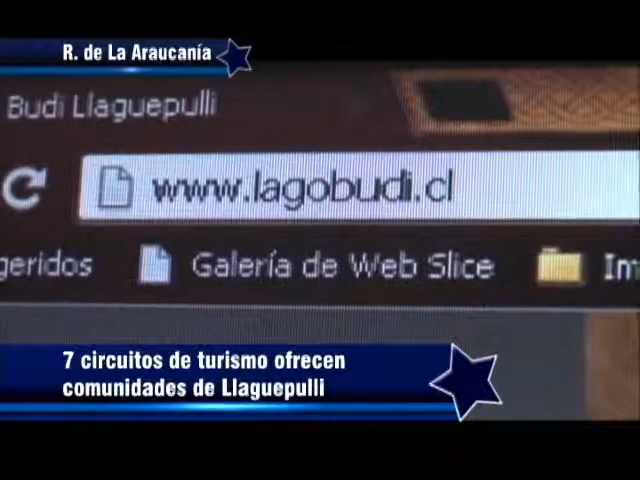 R. de La Araucanía
Budi Llaguepulli
www.lagobudi.cl
geridos
Galería de Web Slice
7 circuitos de turismo ofrecen
comunidades de Llaguepulli